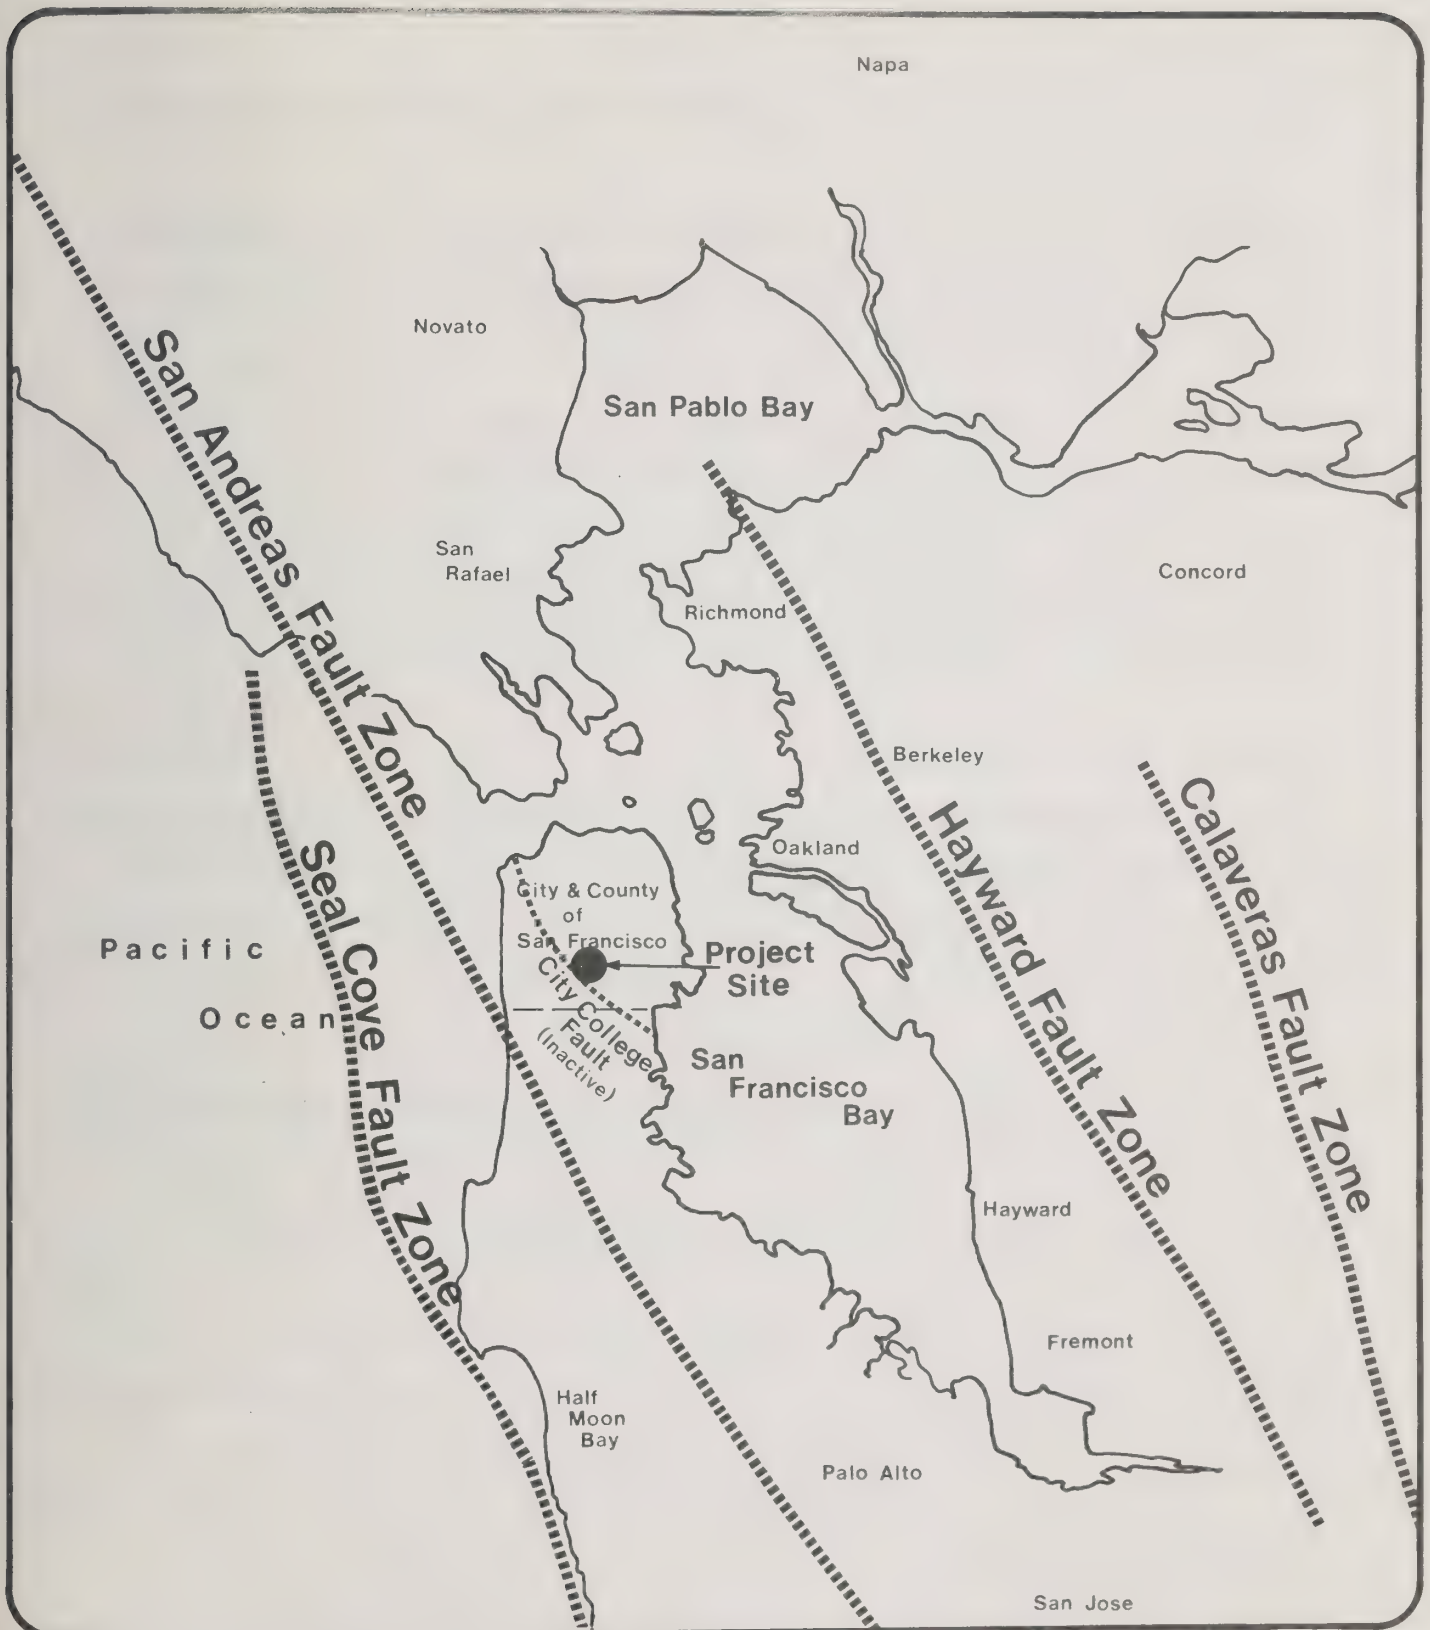 Napa
Novato
San Pablo Bay
San Andreas Fault Zone
San
Rafael
Concord
Richmond
Berkeley
Calaveras Fault Zone
Hayward Fault Zone
Oakland
Seal Cove Fault Zone
City & County
of
San Francisco
Pacific
Ocean
Project
Site
City College
Fault
(Inactive)
San
Francisco
Bay
Hayward
Fremont
Half
Moon
Bay
Palo Alto
San Jose